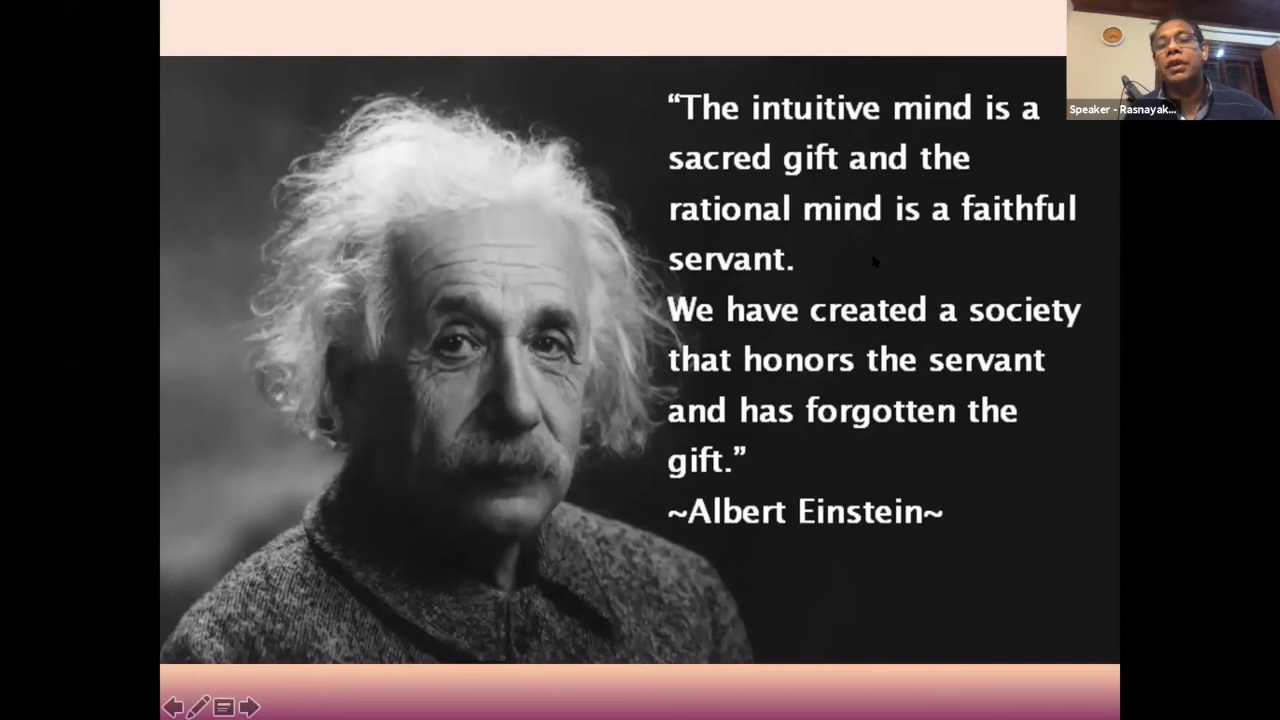 “The intuitive mind is a
sacred gift and the
rational mind is a faithful
servant.
We have created a society
that honors the servant
and has forgotten the
gift.”
~Albert Einstein~
Speaker - Rasnayak...